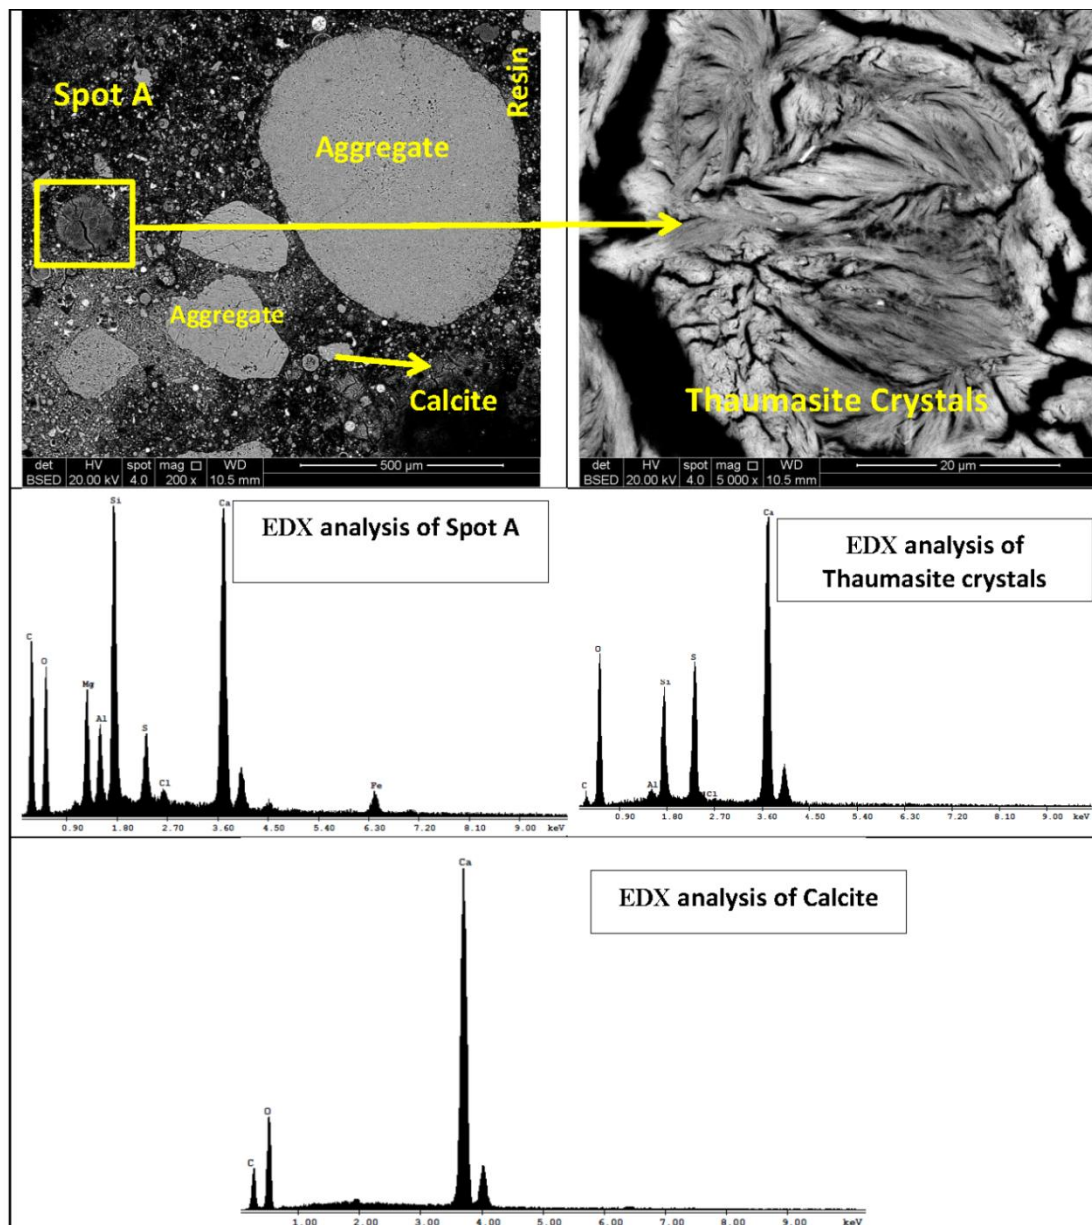 Spot A
Resin
Aggregate
Aggregate
Calcite
det HV spot mag □ WD
BSED 20.00 kV 4.0 200 x 10.5 mm
500 µm
Thaumasite Crystals
det HV spot mag □ WD
BSED 20.00 kV 4.0 5 000 x 10.5 mm
20 µm
EDX analysis of Spot A
C
O
Mg
Al
Si
S
Cl
Ca
Fe
0.90 1.80 2.70 3.60 4.50 5.40 6.30 7.20 8.10 9.00 keV
EDX analysis of
Thaumasite crystals
C
O
Al
Si
S
Cl
Ca
0.90 1.80 2.70 3.60 4.50 5.40 6.30 7.20 8.10 9.00 keV
EDX analysis of Calcite
C
O
Ca
1.00 2.00 3.00 4.00 5.00 6.00 7.00 8.00 9.00 keV